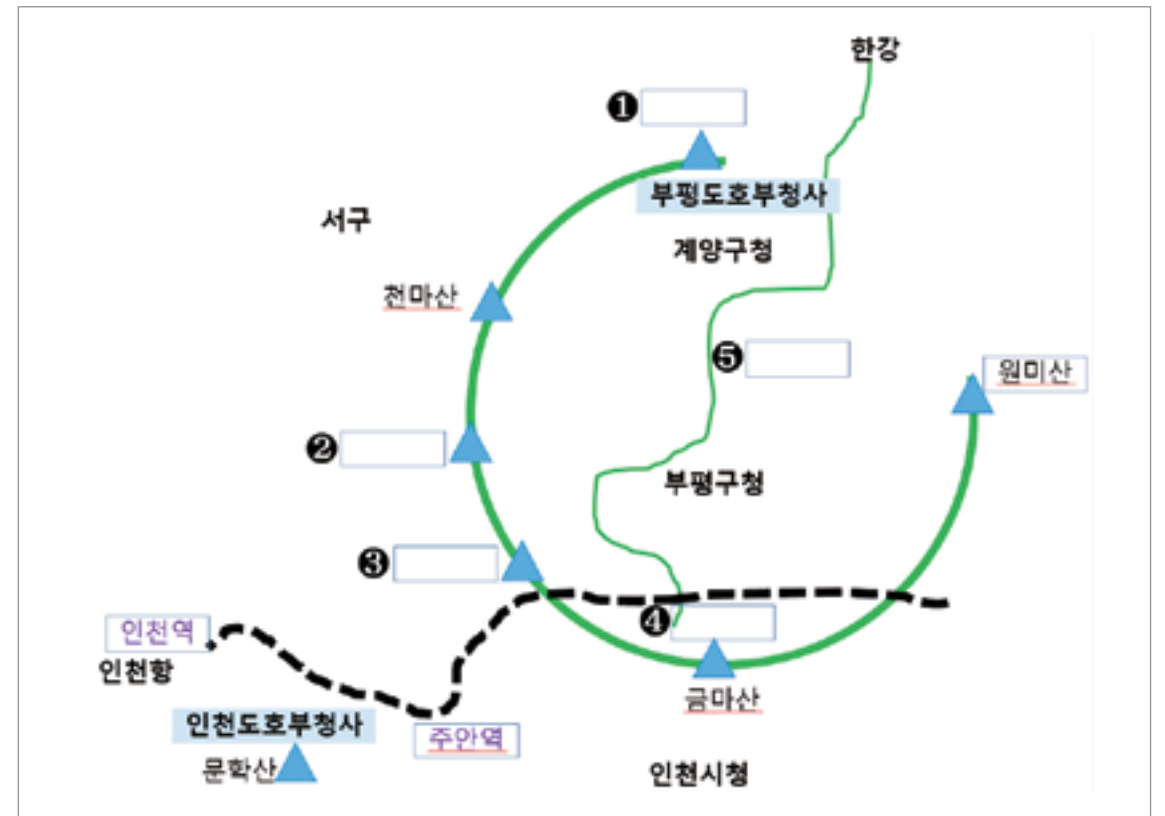 한강
❶
부평도호부청사
서구
계양구청
천마산
❺
원미산
❷
부평구청
❸
❹
인천역
인천항
금마산
인천도호부청사
주안역
문학산
인천시청